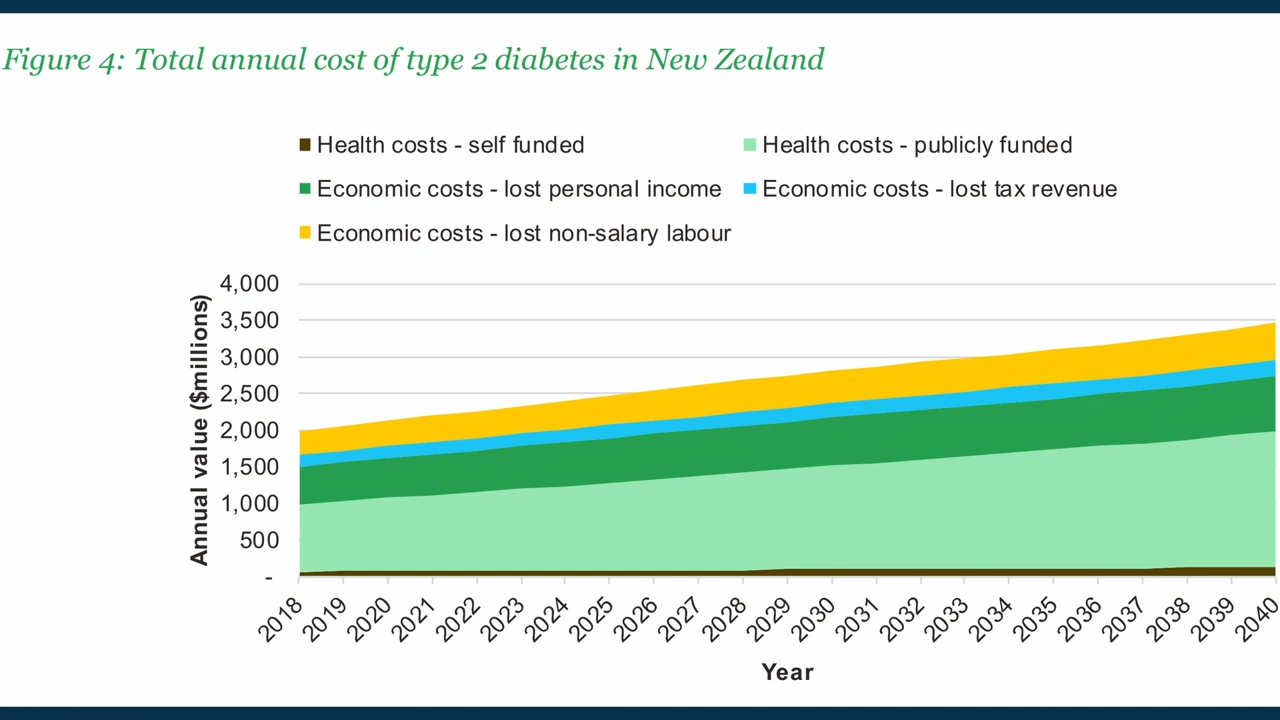 Figure 4: Total annual cost of type 2 diabetes in New Zealand
Health costs - self funded
Health costs - publicly funded
Economic costs - lost personal income
Economic costs - lost tax revenue
Economic costs - lost non-salary labour
Annual value ($millions)
4,000
3,500
3,000
2,500
2,000
1,500
1,000
500
-
2018 2019 2020 2021 2022 2023 2024 2025 2026 2027 2028 2029 2030 2031 2032 2033 2034 2035 2036 2037 2038 2039 2040
Year